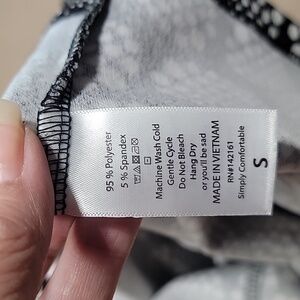 95 % Polyester
5 % Spandex
Machine Wash Cold
Gentle Cycle
Do Not Bleach
Hang Dry
or you'll be sad
MADE IN VIETNAM
RN#142161
Simply Comfortable
S